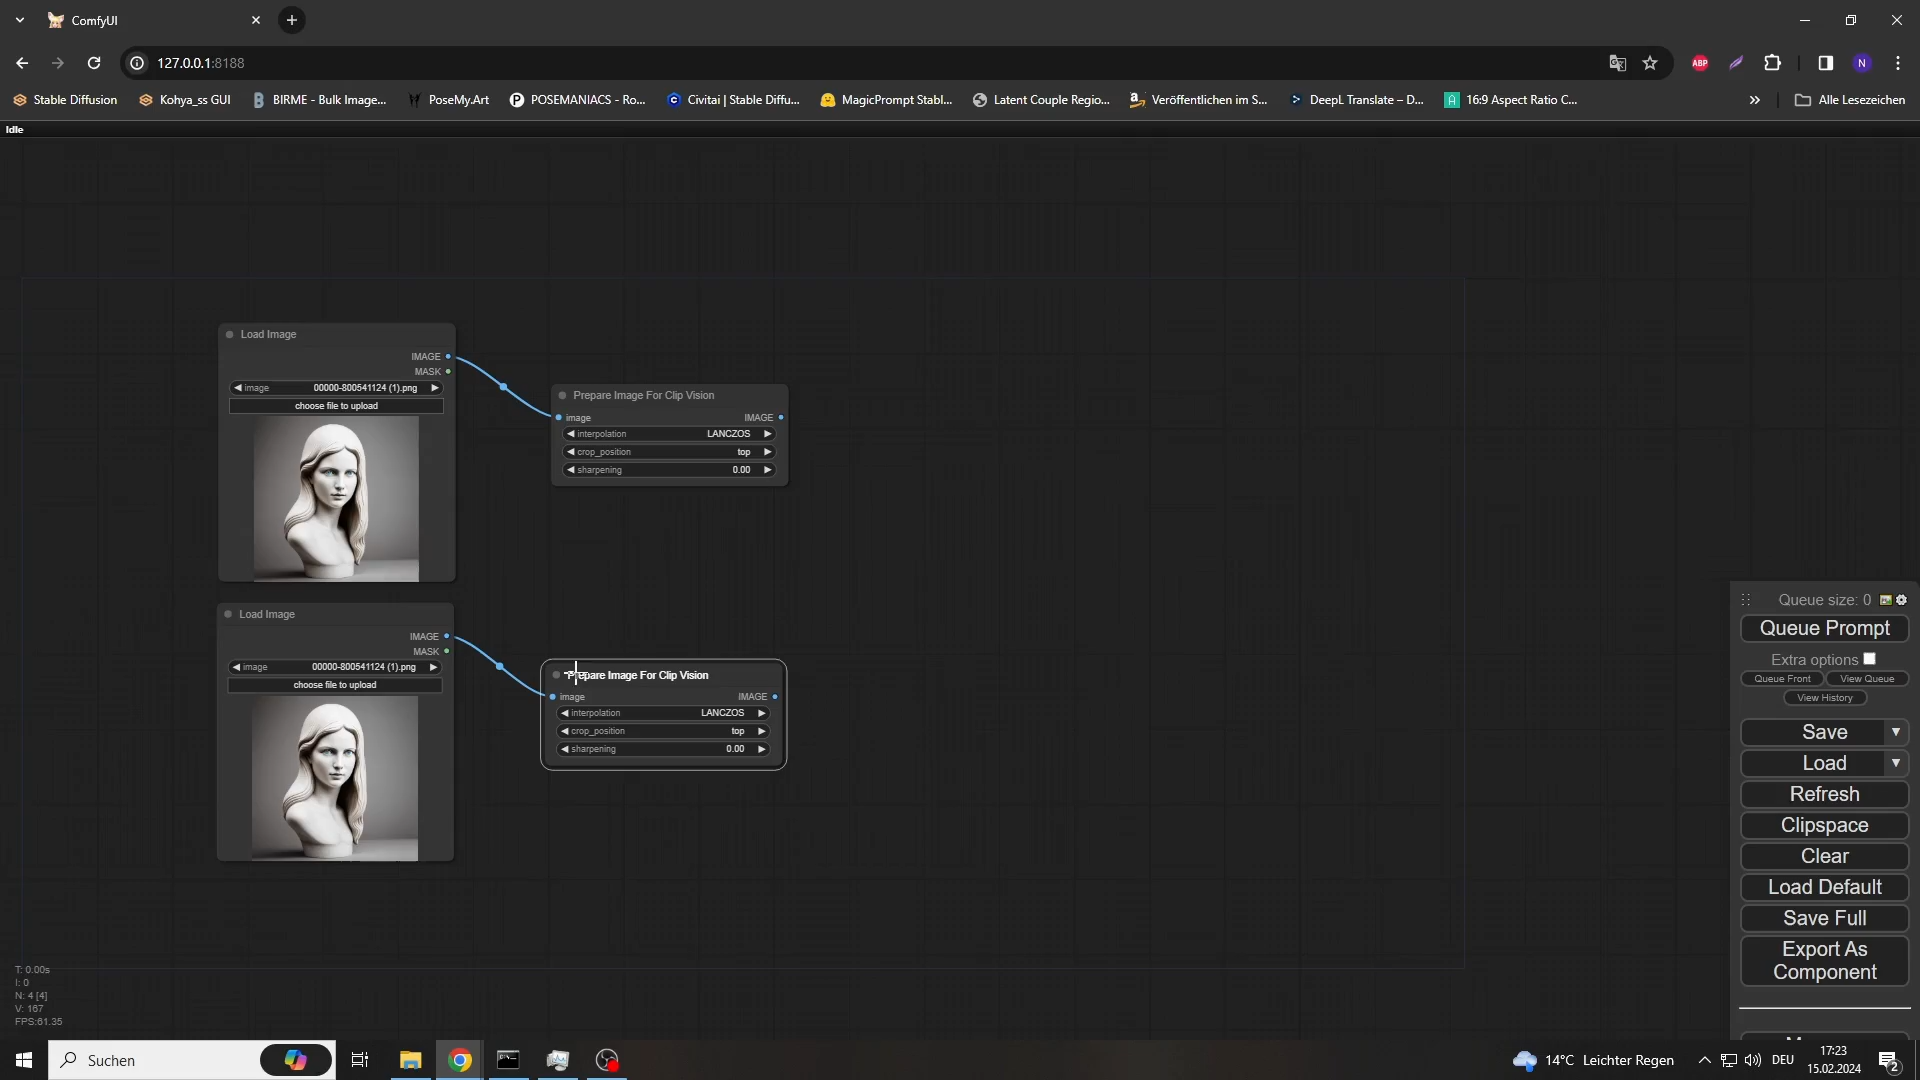 ComfyUI
127.0.0.1:8188
ABP
N
Stable Diffusion
Kohya_ss GUI
BIRME - Bulk Image...
PoseMy.Art
POSEMANIACS - Ro...
Civitai | Stable Diffu...
MagicPrompt Stabl...
Latent Couple Regio...
Veröffentlichen im S...
DeepL Translate – D...
16:9 Aspect Ratio C...
»
Alle Lesezeichen
Idle
Load Image
IMAGE
MASK
image 00000-800541124 (1).png
choose file to upload
Prepare Image For Clip Vision
image IMAGE
interpolation LANCZOS
crop_position top
sharpening 0.00
Load Image
IMAGE
MASK
image 00000-800541124 (1).png
choose file to upload
Prepare Image For Clip Vision
image IMAGE
interpolation LANCZOS
crop_position top
sharpening 0.00
Queue size: 0
Queue Prompt
Extra options
Queue Front View Queue
View History
Save
Load
Refresh
Clipspace
Clear
Load Default
Save Full
Export As
Component
T: 0.00s
I: 0
N: 4 [4]
V: 167
FPS:61.35
Suchen
14°C Leichter Regen
DEU
17:23
15.02.2024
2